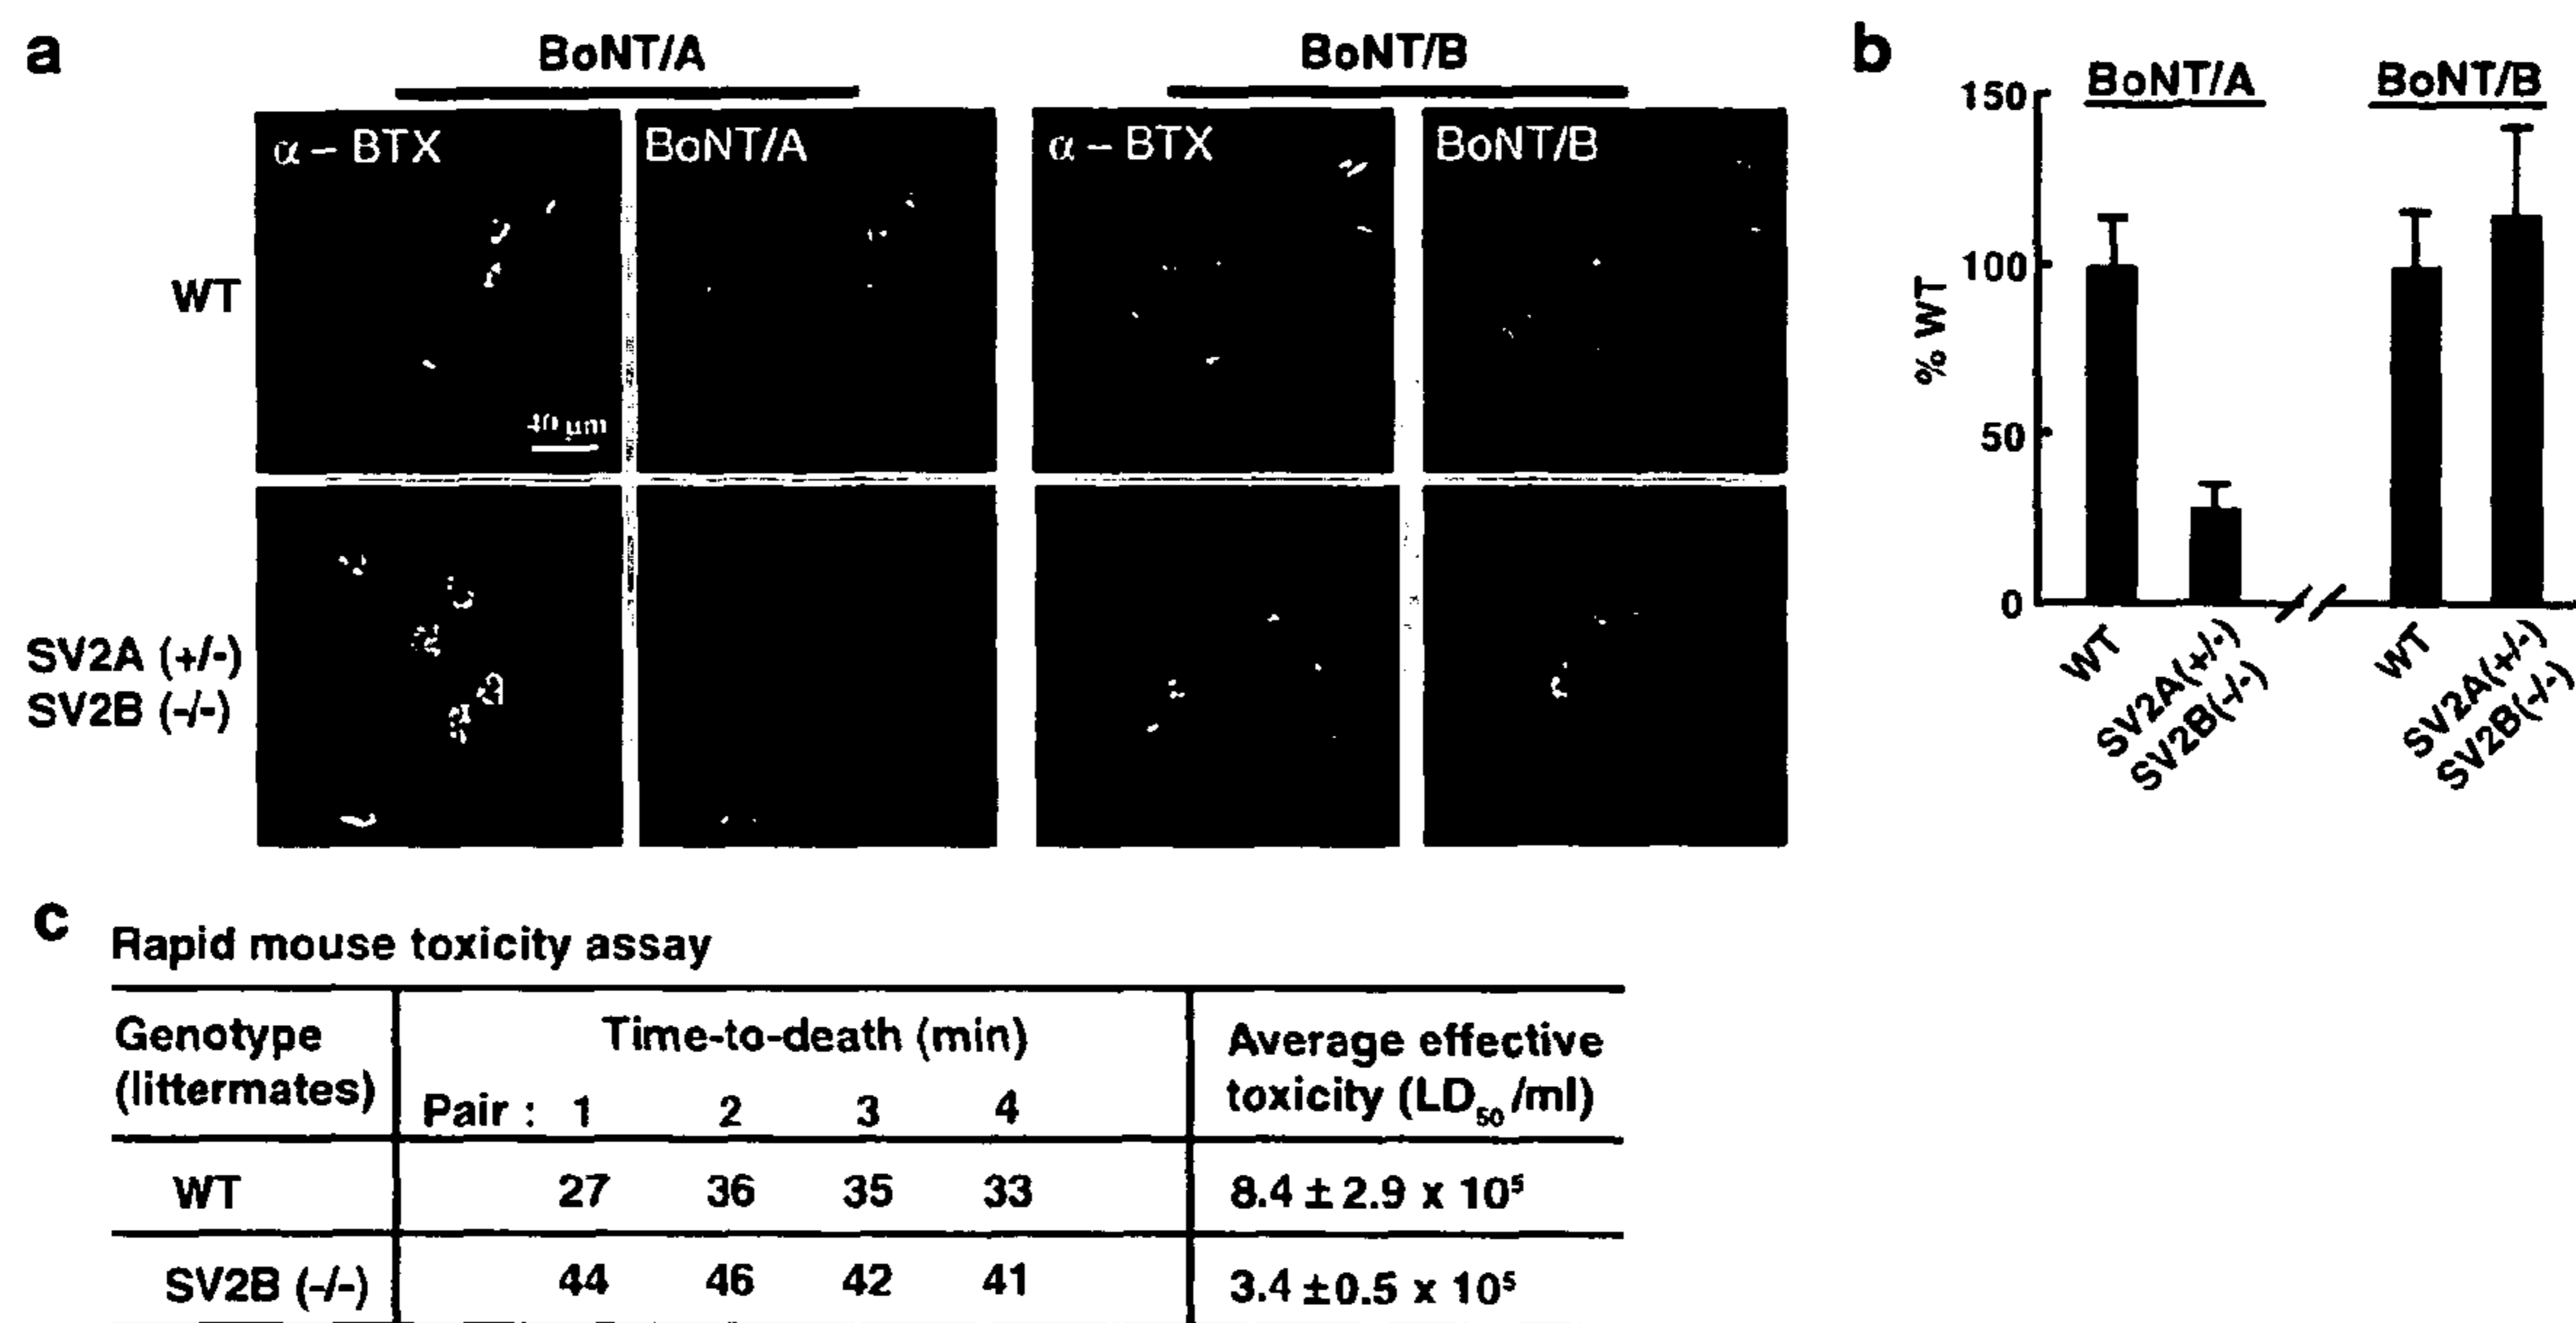 a
BoNT/A
BoNT/B
α – BTX
BoNT/A
α – BTX
BoNT/B
WT
40 μm
SV2A (+/-)
SV2B (-/-)
b
BoNT/A
BoNT/B
150
100
50
0
% WT
WT
SV2A(+/-)
SV2B(-/-)
WT
SV2A(+/-)
SV2B(-/-)
c
Rapid mouse toxicity assay
Genotype
(littermates)
Time-to-death (min)
Pair : 1 2 3 4
Average effective
toxicity (LD₅₀/ml)
WT 27 36 35 33 8.4 ± 2.9 x 10⁵
SV2B (-/-) 44 46 42 41 3.4 ±0.5 x 10⁵